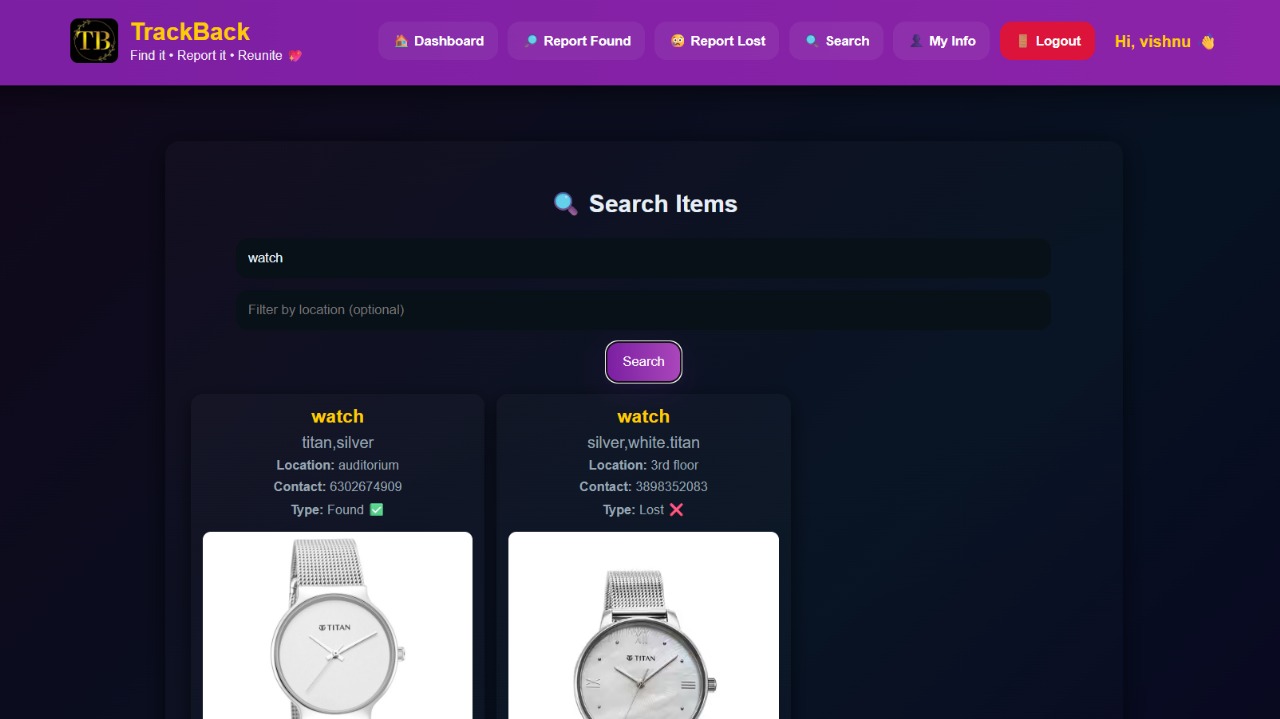 TB
TrackBack
Find it • Report it • Reunite 💖
🏠 Dashboard
🔍 Report Found
😳 Report Lost
🔍 Search
👤 My Info
🚪 Logout
Hi, vishnu 👋
🔍 Search Items
watch
Filter by location (optional)
Search
watch
titan,silver
Location: auditorium
Contact: 6302674909
Type: Found ✅
TITAN
watch
silver,white.titan
Location: 3rd floor
Contact: 3898352083
Type: Lost ❌
XII
TITAN